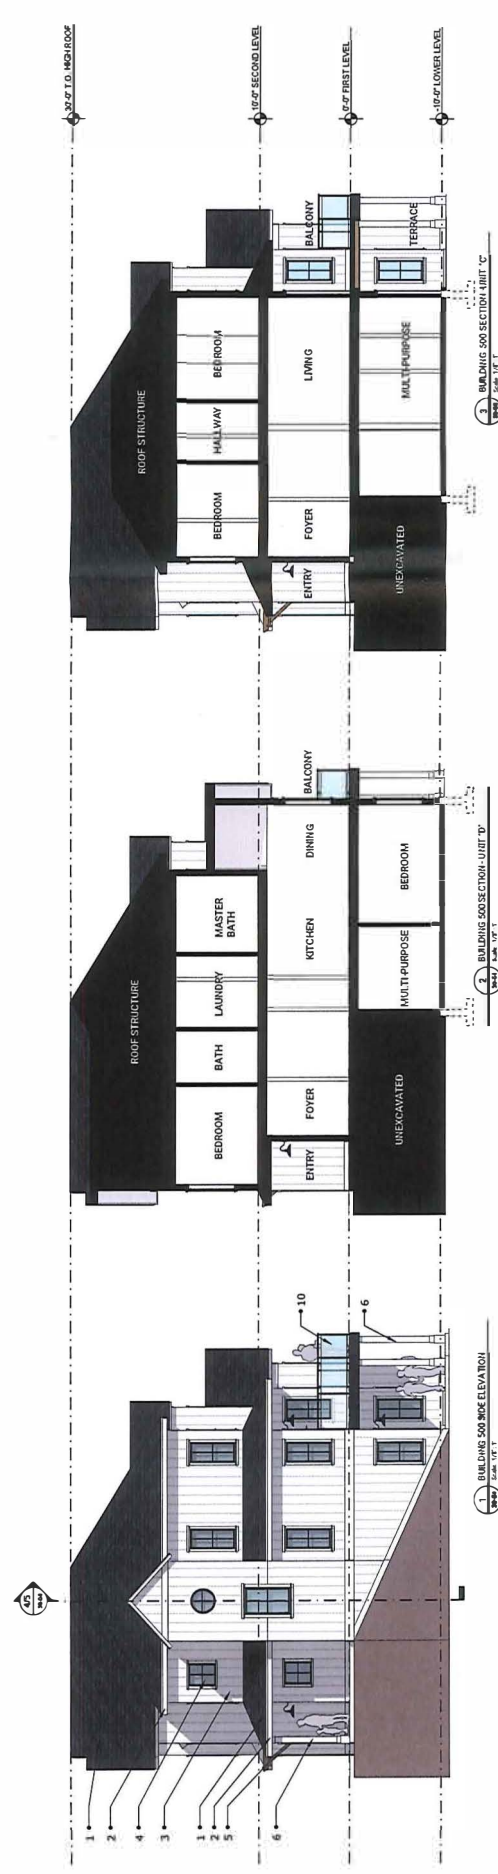 30'-0" T.O. HIGH ROOF
10'-0" SECOND LEVEL
0'-0" FIRST LEVEL
-10'-0" LOWER LEVEL
ROOF STRUCTURE
BEDROOM
HALLWAY
BEDROOM
BALCONY
LIVING
FOYER
ENTRY
TERRACE
MULTI-PURPOSE
UNEXCAVATED
3
BUILDING 500 SECTION - UNIT 'C'
ROOF STRUCTURE
BEDROOM
BATH
LAUNDRY
MASTER
BATH
BALCONY
ENTRY
FOYER
KITCHEN
DINING
UNEXCAVATED
MULTI-PURPOSE
BEDROOM
2
BUILDING 500 SECTION - UNIT 'D'
4/5
1
2
4
3
1
2
5
6
10
6
1
BUILDING 500 SIDE ELEVATION